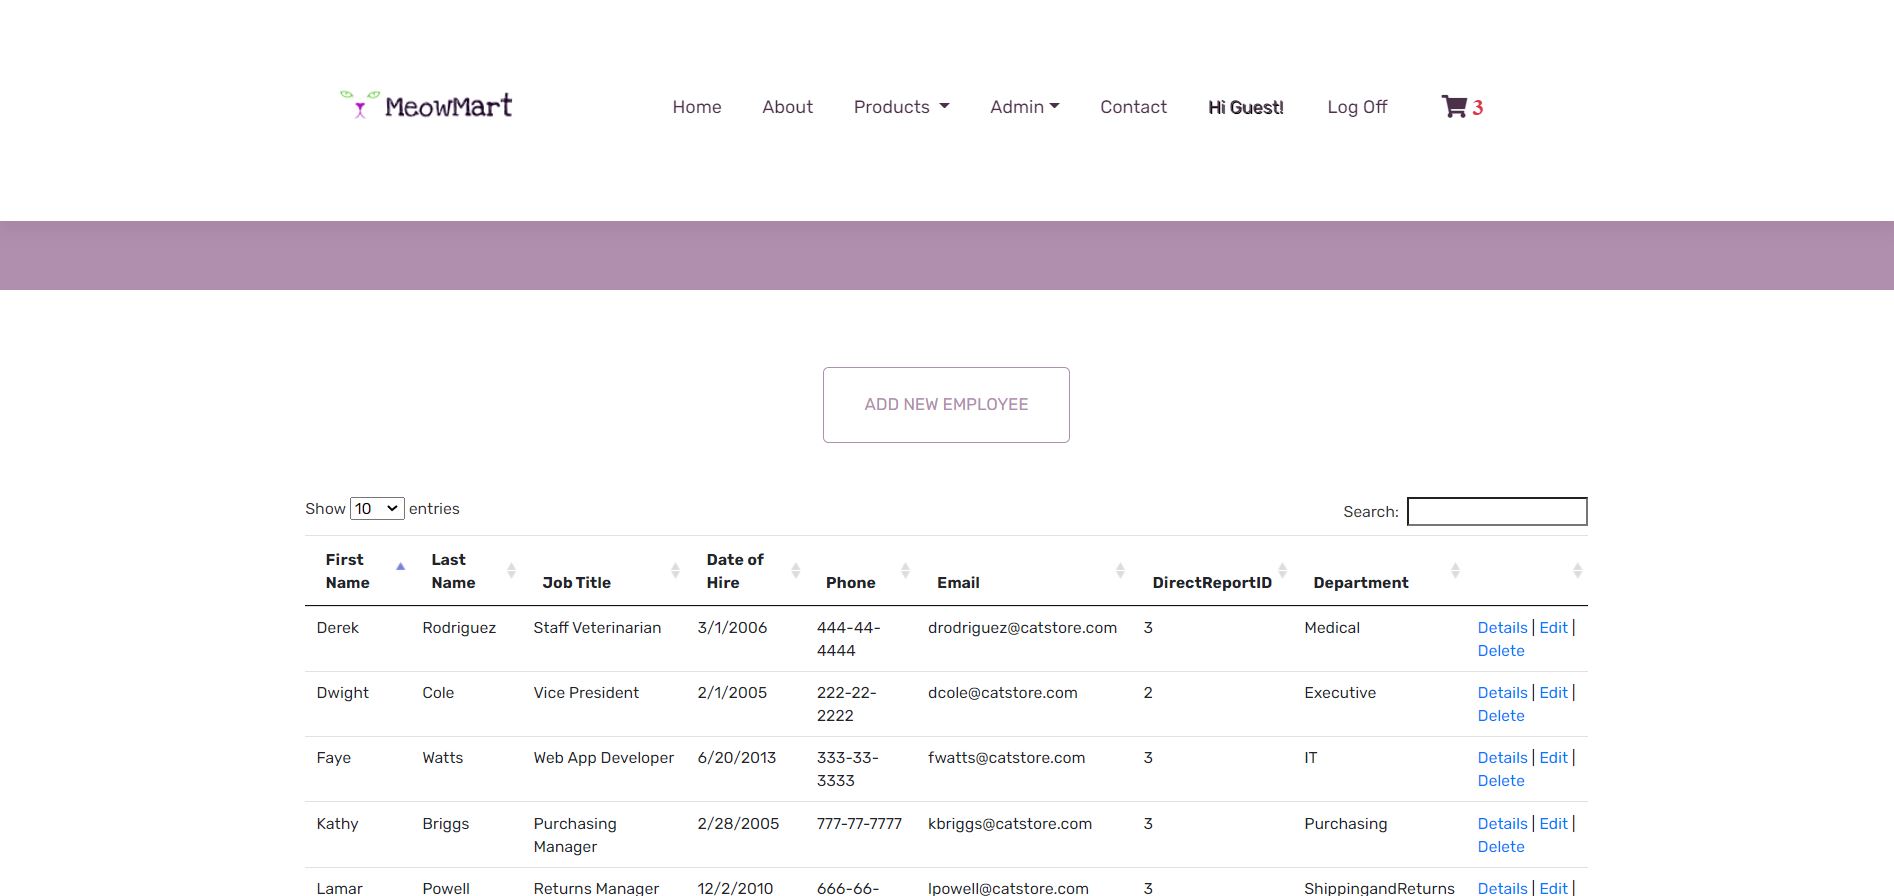 MeowMart Home About Products Admin Contact Hi Guest! Log Off 3
ADD NEW EMPLOYEE
Show 10 entries Search:
First Name Last Name Job Title Date of Hire Phone Email DirectReportID Department
Derek Rodriguez Staff Veterinarian 3/1/2006 444-44-4444 drodriguez@catstore.com 3 Medical Details | Edit | Delete
Dwight Cole Vice President 2/1/2005 222-22-2222 dcole@catstore.com 2 Executive Details | Edit | Delete
Faye Watts Web App Developer 6/20/2013 333-33-3333 fwatts@catstore.com 3 IT Details | Edit | Delete
Kathy Briggs Purchasing Manager 2/28/2005 777-77-7777 kbriggs@catstore.com 3 Purchasing Details | Edit | Delete
Lamar Powell Returns Manager 12/2/2010 666-66- lpowell@catstore.com 3 ShippingandReturns Details | Edit |